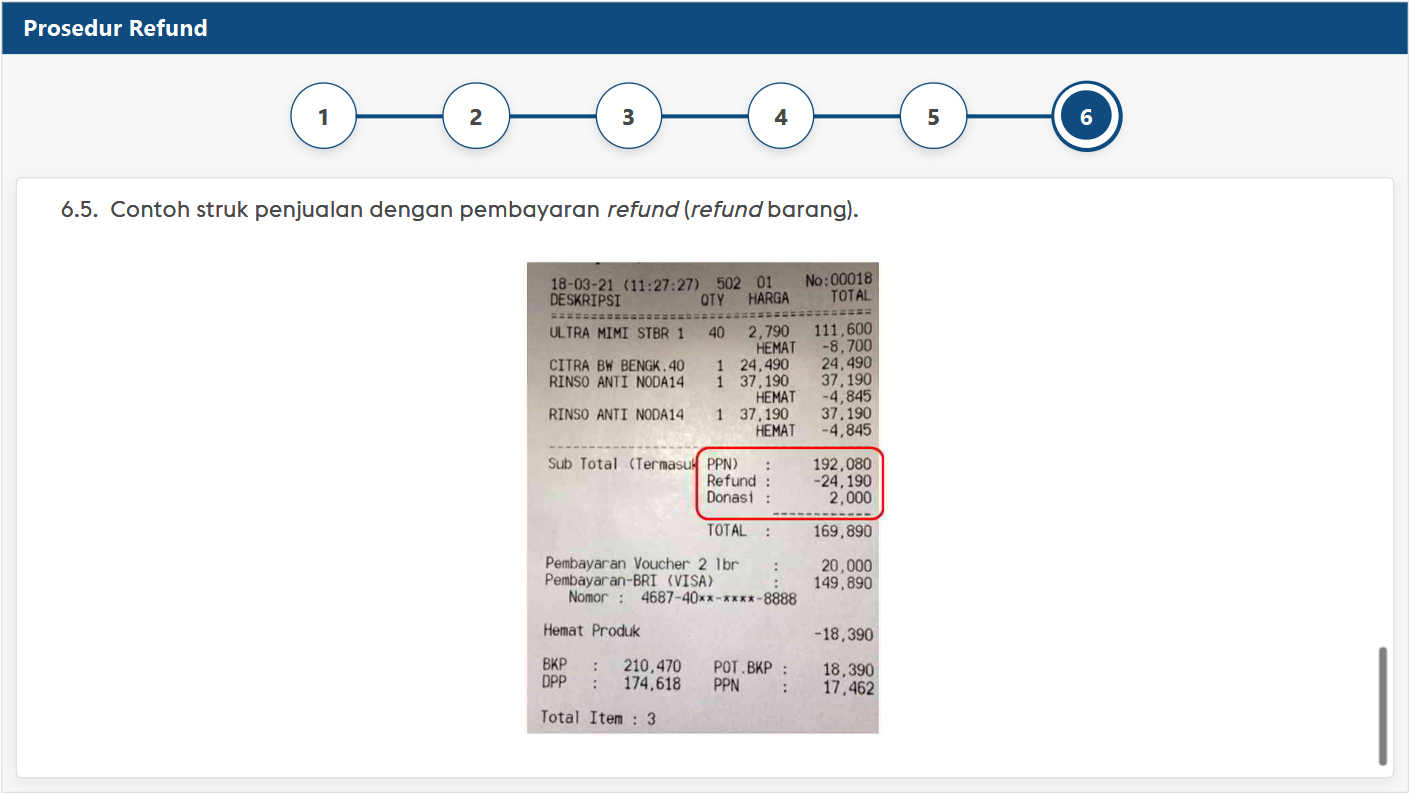 Prosedur Refund
1 2 3 4 5 6
6.5. Contoh struk penjualan dengan pembayaran refund (refund barang).
18-03-21 (11:27:27) 502 01 No:00018
DESKRIPSI QTY HARGA TOTAL
ULTRA MIMI STBR 1 40 2,790 111,600
HEMAT -8,700
CITRA BW BENGK.40 1 24,490 24,490
RINSO ANTI NODA14 1 37,190 37,190
HEMAT -4,845
RINSO ANTI NODA14 1 37,190 37,190
HEMAT -4,845
Sub Total (Termasuk PPN) : 192,080
Refund : -24,190
Donasi : 2,000
TOTAL : 169,890
Pembayaran Voucher 2 lbr : 20,000
Pembayaran-BRI (VISA) : 149,890
Nomor : 4687-40**-****-8888
Hemat Produk -18,390
BKP : 210,470 POT.BKP : 18,390
DPP : 174,618 PPN : 17,462
Total Item : 3